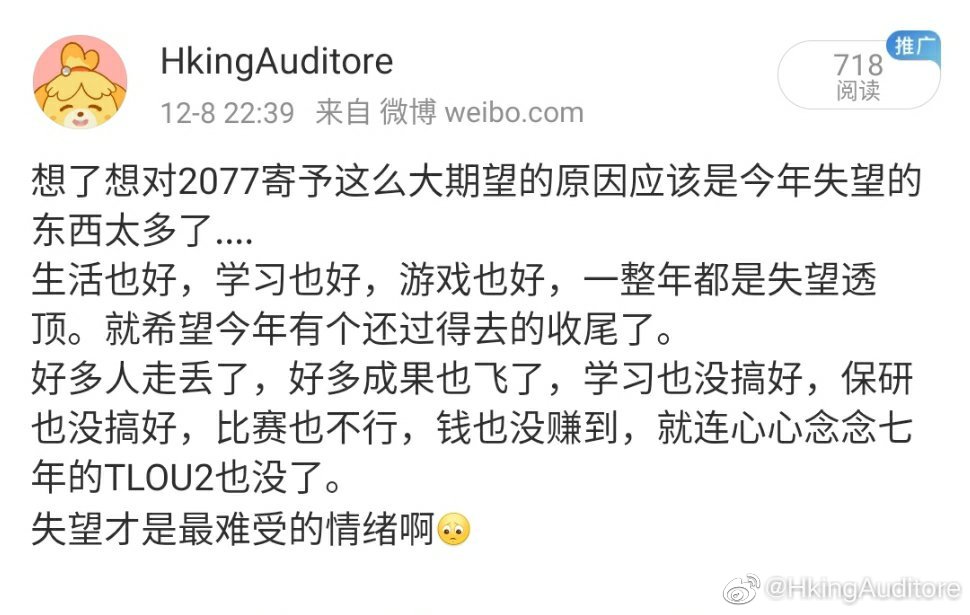 HkingAuditore
推广
718
阅读
12-8 22:39 来自 微博 weibo.com
想了想对2077寄予这么大期望的原因应该是今年失望的
东西太多了....
生活也好，学习也好，游戏也好，一整年都是失望透
顶。就希望今年有个还过得去的收尾了。
好多人走丢了，好多成果也飞了，学习也没搞好，保研
也没搞好，比赛也不行，钱也没赚到，就连心心念念七
年的TLOU2也没了。
失望才是最难受的情绪啊🥺
@HkingAuditore